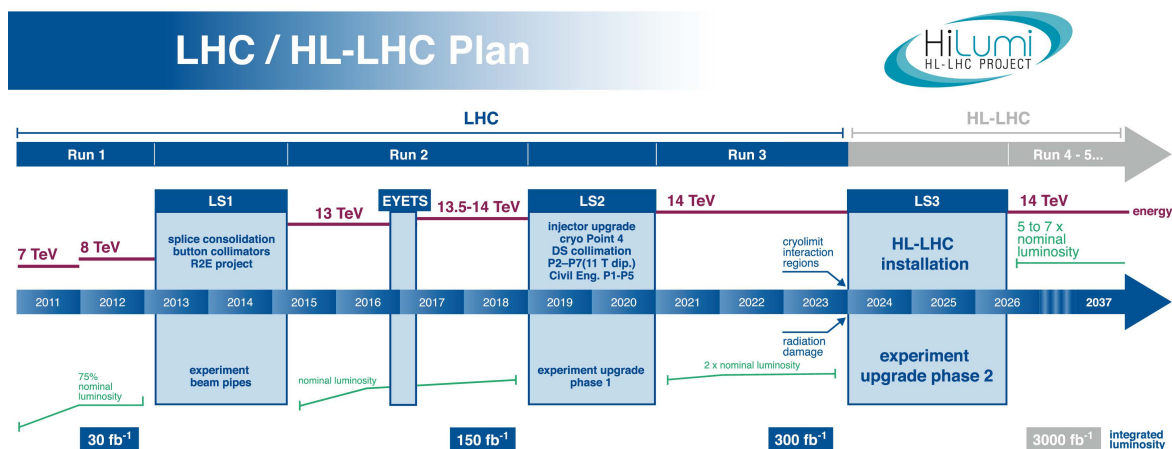 LHC / HL-LHC Plan
HiLumi
HL-LHC PROJECT
LHC
HL-LHC
Run 1
Run 2
Run 3
Run 4 - 5...
LS1
EYETS
LS2
LS3
7 TeV
8 TeV
13 TeV
13.5-14 TeV
14 TeV
14 TeV
energy
splice consolidation
button collimators
R2E project
injector upgrade
cryo Point 4
DS collimation
P2–P7(11 T dip.)
Civil Eng. P1-P5
cryolimit
interaction
regions
HL-LHC
installation
5 to 7 x
nominal
luminosity
2011
2012
2013
2014
2015
2016
2017
2018
2019
2020
2021
2022
2023
2024
2025
2026
2037
75%
nominal
luminosity
experiment
beam pipes
nominal luminosity
experiment upgrade
phase 1
2 x nominal luminosity
radiation
damage
experiment
upgrade phase 2
30 fb⁻¹
150 fb⁻¹
300 fb⁻¹
3000 fb⁻¹
integrated
luminosity